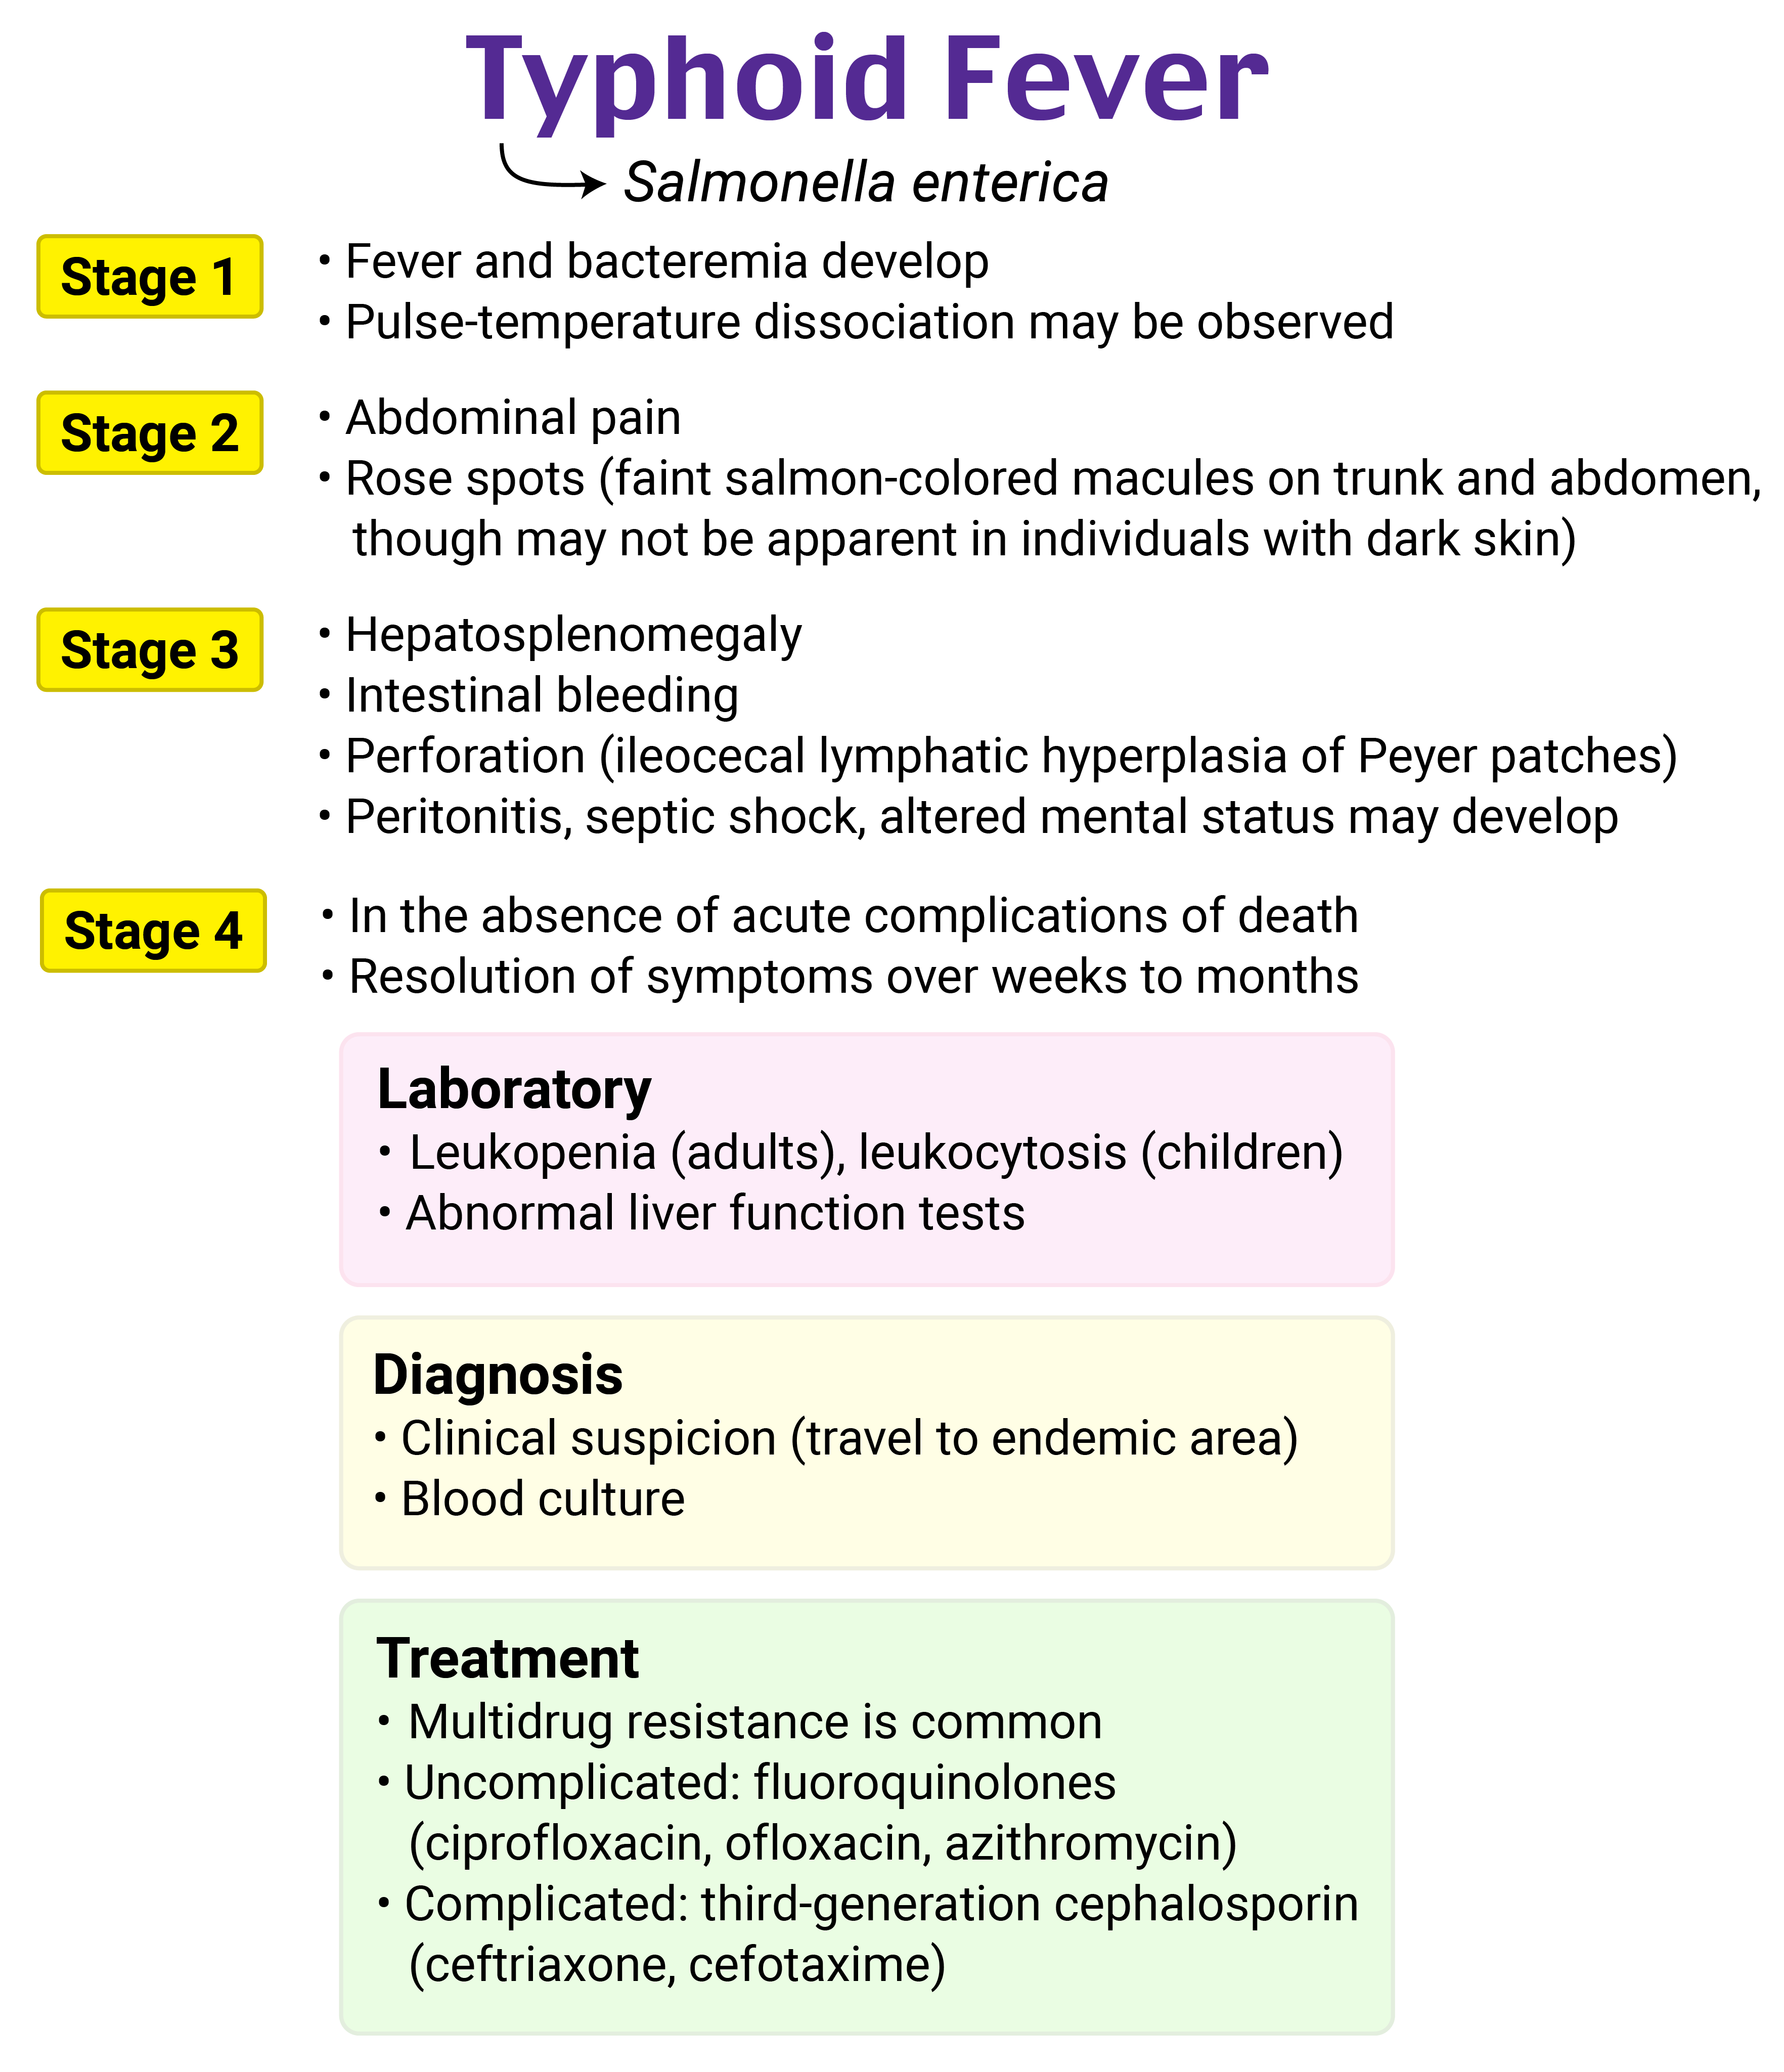 Typhoid Fever
Salmonella enterica
Stage 1
• Fever and bacteremia develop
• Pulse-temperature dissociation may be observed
Stage 2
• Abdominal pain
• Rose spots (faint salmon-colored macules on trunk and abdomen,
though may not be apparent in individuals with dark skin)
Stage 3
• Hepatosplenomegaly
• Intestinal bleeding
• Perforation (ileocecal lymphatic hyperplasia of Peyer patches)
• Peritonitis, septic shock, altered mental status may develop
Stage 4
• In the absence of acute complications of death
• Resolution of symptoms over weeks to months
Laboratory
• Leukopenia (adults), leukocytosis (children)
• Abnormal liver function tests
Diagnosis
• Clinical suspicion (travel to endemic area)
• Blood culture
Treatment
• Multidrug resistance is common
• Uncomplicated: fluoroquinolones
(ciprofloxacin, ofloxacin, azithromycin)
• Complicated: third-generation cephalosporin
(ceftriaxone, cefotaxime)